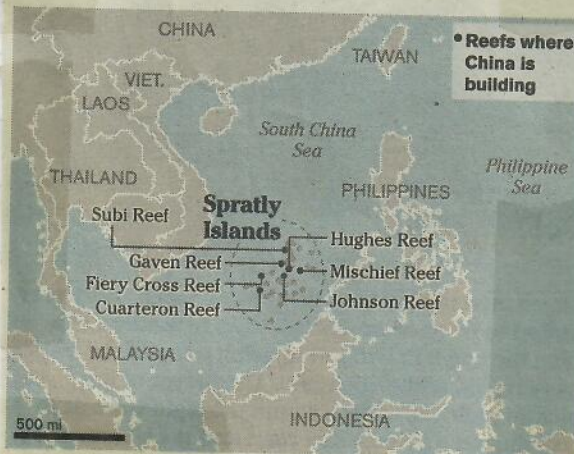 CHINA
• Reefs where
China is
building
TAIWAN
VIET.
LAOS
South China
Sea
Philippine
Sea
THAILAND
PHILIPPINES
Subi Reef
Spratly
Islands
Hughes Reef
Gaven Reef
Mischief Reef
Fiery Cross Reef
Johnson Reef
Cuarteron Reef
MALAYSIA
INDONESIA
500 mi